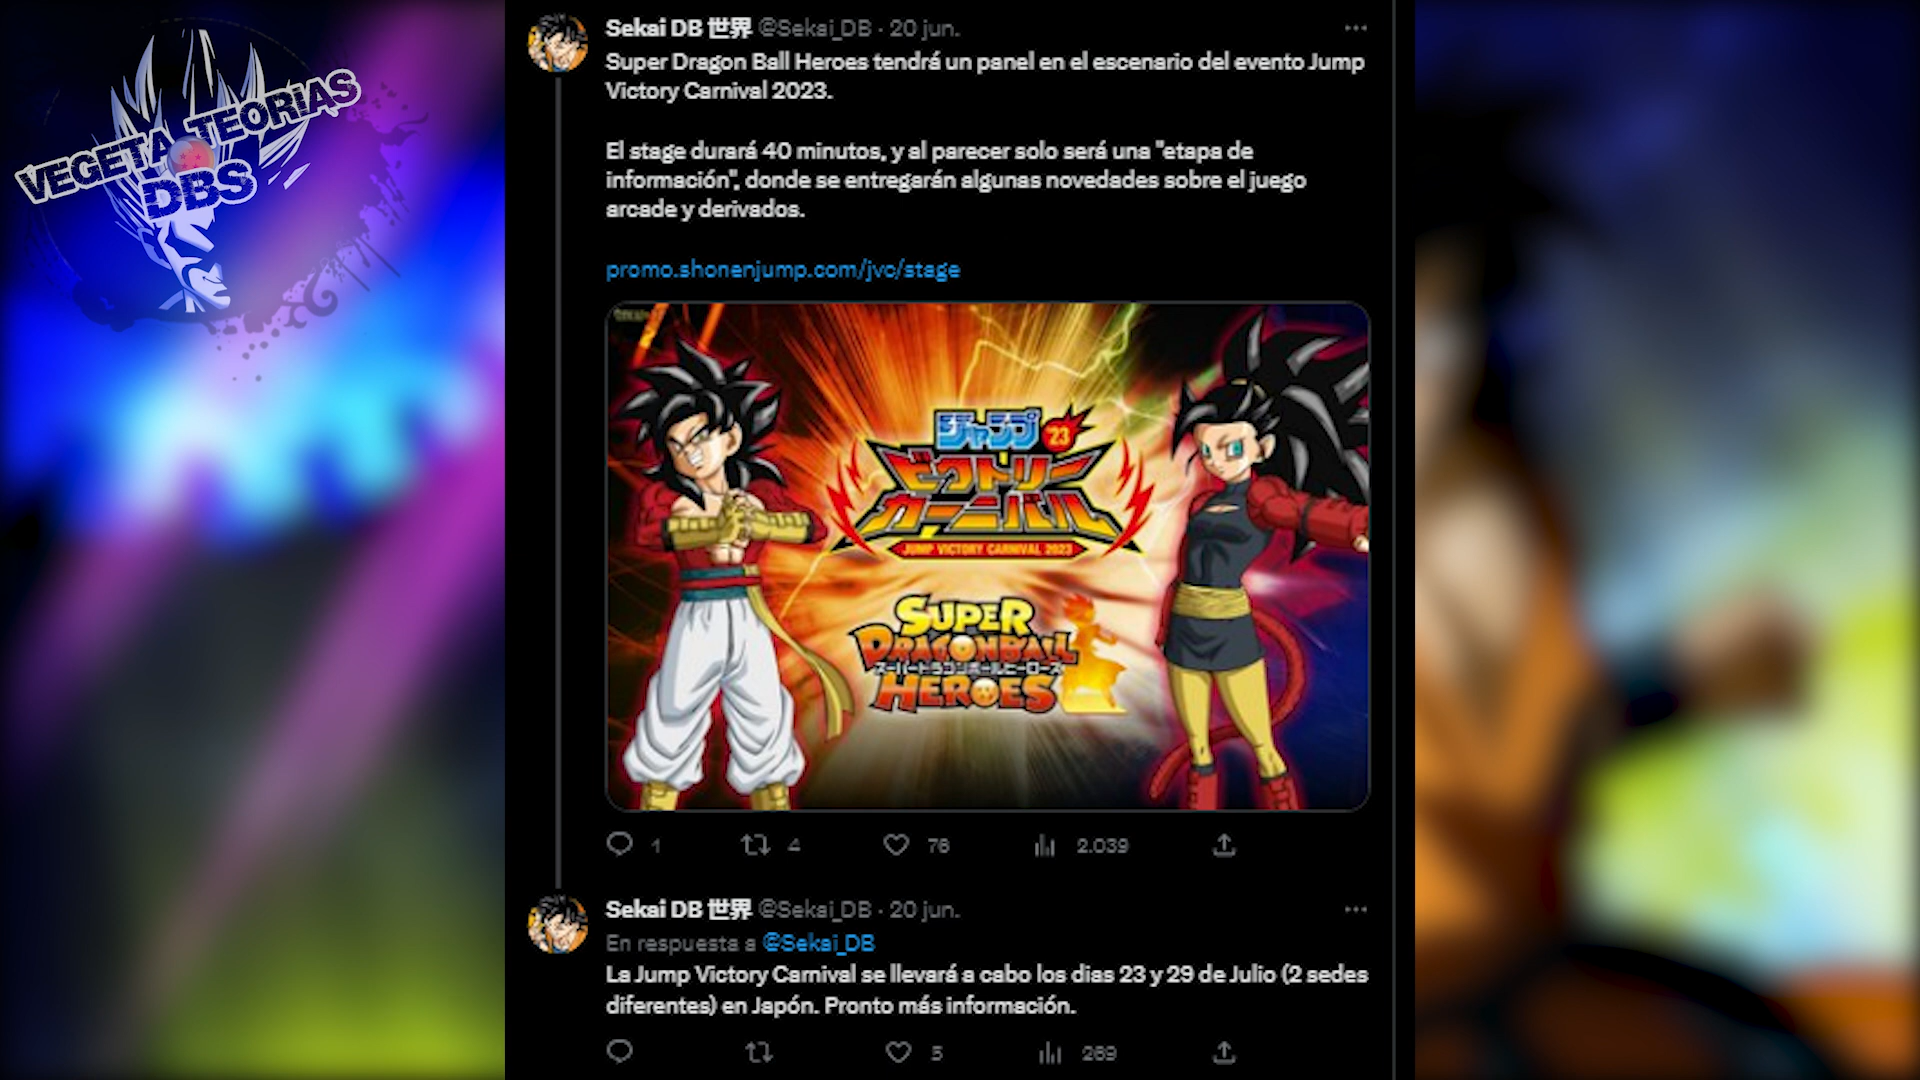 VEGETA TEORIAS
DBS
Sekai DB 世界 @Sekai_DB · 20 jun.
Super Dragon Ball Heroes tendrá un panel en el escenario del evento Jump
Victory Carnival 2023.
El stage durará 40 minutos, y al parecer solo será una "etapa de
información", donde se entregarán algunas novedades sobre el juego
arcade y derivados.
promo.shonenjump.com/jvc/stage
ジャンプ '23
ビクトリー
カーニバル
JUMP VICTORY CARNIVAL 2023
SUPER
DRAGONBALL
スーパードラゴンボールヒーローズ
HEROES
1 4 76 2.039
Sekai DB 世界 @Sekai_DB · 20 jun.
En respuesta a @Sekai_DB
La Jump Victory Carnival se llevará a cabo los dias 23 y 29 de Julio (2 sedes
diferentes) en Japón. Pronto más información.
5 269